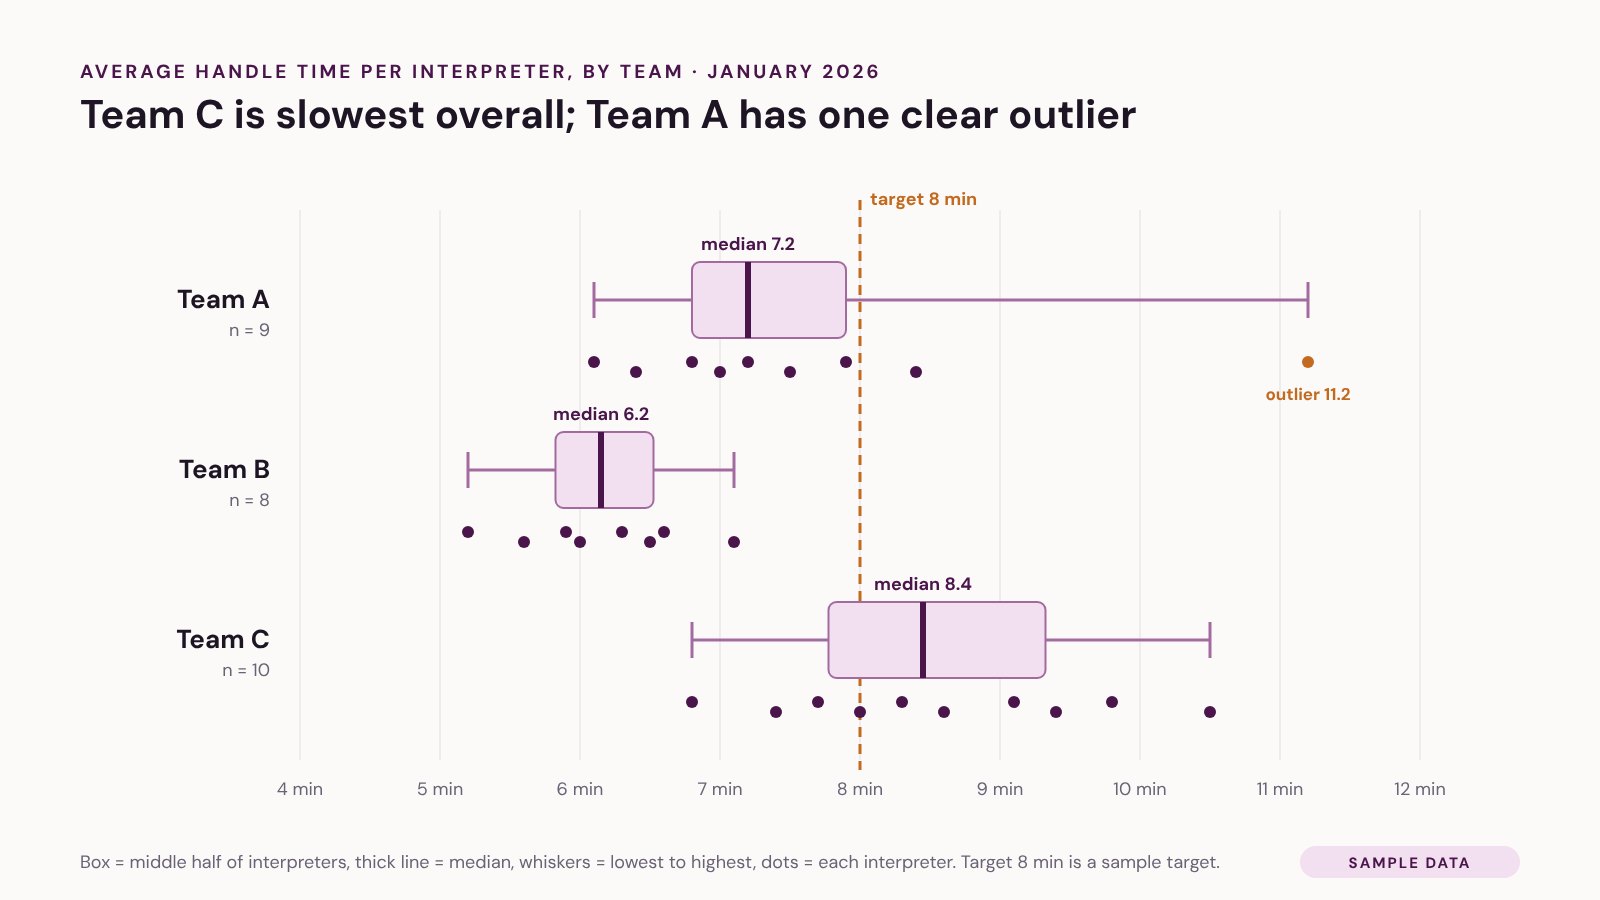 AVERAGE HANDLE TIME PER INTERPRETER, BY TEAM · JANUARY 2026
Team C is slowest overall; Team A has one clear outlier
target 8 min
median 7.2
Team A
n = 9
outlier 11.2
median 6.2
Team B
n = 8
median 8.4
Team C
n = 10
4 min 5 min 6 min 7 min 8 min 9 min 10 min 11 min 12 min
Box = middle half of interpreters, thick line = median, whiskers = lowest to highest, dots = each interpreter. Target 8 min is a sample target.
SAMPLE DATA